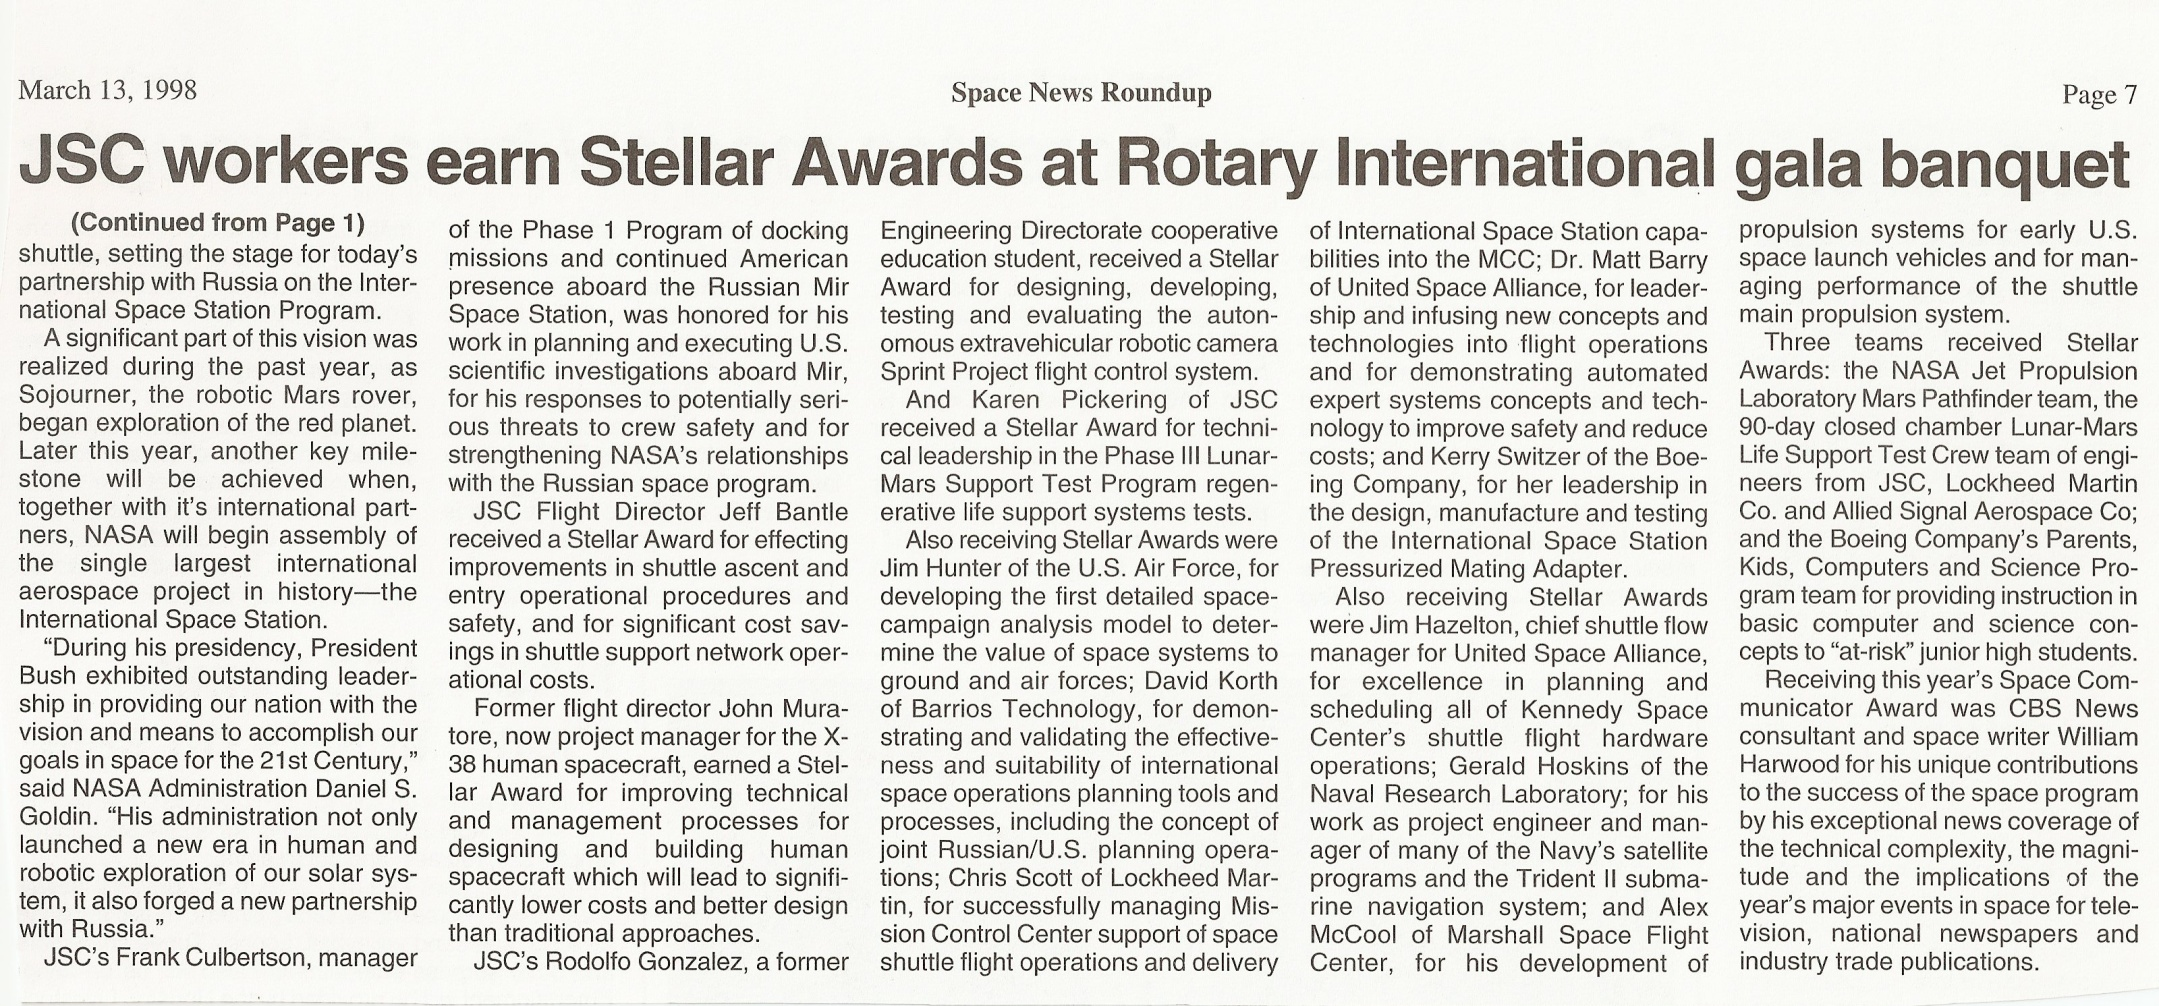 March 13, 1998
Space News Roundup
Page 7
JSC workers earn Stellar Awards at Rotary International gala banquet
(Continued from Page 1)
shuttle, setting the stage for today's
partnership with Russia on the Inter-
national Space Station Program.
A significant part of this vision was
realized during the past year, as
Sojourner, the robotic Mars rover,
began exploration of the red planet.
Later this year, another key mile-
stone will be achieved when,
together with it's international part-
ners, NASA will begin assembly of
the single largest international
aerospace project in history—the
International Space Station.
“During his presidency, President
Bush exhibited outstanding leader-
ship in providing our nation with the
vision and means to accomplish our
goals in space for the 21st Century,”
said NASA Administration Daniel S.
Goldin. “His administration not only
launched a new era in human and
robotic exploration of our solar sys-
tem, it also forged a new partnership
with Russia.”
JSC's Frank Culbertson, manager
of the Phase 1 Program of docking
missions and continued American
presence aboard the Russian Mir
Space Station, was honored for his
work in planning and executing U.S.
scientific investigations aboard Mir,
for his responses to potentially seri-
ous threats to crew safety and for
strengthening NASA's relationships
with the Russian space program.
JSC Flight Director Jeff Bantle
received a Stellar Award for effecting
improvements in shuttle ascent and
entry operational procedures and
safety, and for significant cost sav-
ings in shuttle support network oper-
ational costs.
Former flight director John Mura-
tore, now project manager for the X-
38 human spacecraft, earned a Stel-
lar Award for improving technical
and management processes for
designing and building human
spacecraft which will lead to signifi-
cantly lower costs and better design
than traditional approaches.
JSC's Rodolfo Gonzalez, a former
Engineering Directorate cooperative
education student, received a Stellar
Award for designing, developing,
testing and evaluating the auton-
omous extravehicular robotic camera
Sprint Project flight control system.
And Karen Pickering of JSC
received a Stellar Award for techni-
cal leadership in the Phase III Lunar-
Mars Support Test Program regen-
erative life support systems tests.
Also receiving Stellar Awards were
Jim Hunter of the U.S. Air Force, for
developing the first detailed space-
campaign analysis model to deter-
mine the value of space systems to
ground and air forces; David Korth
of Barrios Technology, for demon-
strating and validating the effective-
ness and suitability of international
space operations planning tools and
processes, including the concept of
joint Russian/U.S. planning opera-
tions; Chris Scott of Lockheed Mar-
tin, for successfully managing Mis-
sion Control Center support of space
shuttle flight operations and delivery
of International Space Station capa-
bilities into the MCC; Dr. Matt Barry
of United Space Alliance, for leader-
ship and infusing new concepts and
technologies into flight operations
and for demonstrating automated
expert systems concepts and tech-
nology to improve safety and reduce
costs; and Kerry Switzer of the Boe-
ing Company, for her leadership in
the design, manufacture and testing
of the International Space Station
Pressurized Mating Adapter.
Also receiving Stellar Awards
were Jim Hazelton, chief shuttle flow
manager for United Space Alliance,
for excellence in planning and
scheduling all of Kennedy Space
Center's shuttle flight hardware
operations; Gerald Hoskins of the
Naval Research Laboratory; for his
work as project engineer and man-
ager of many of the Navy's satellite
programs and the Trident II subma-
rine navigation system; and Alex
McCool of Marshall Space Flight
Center, for his development of
propulsion systems for early U.S.
space launch vehicles and for man-
aging performance of the shuttle
main propulsion system.
Three teams received Stellar
Awards: the NASA Jet Propulsion
Laboratory Mars Pathfinder team, the
90-day closed chamber Lunar-Mars
Life Support Test Crew team of engi-
neers from JSC, Lockheed Martin
Co. and Allied Signal Aerospace Co;
and the Boeing Company's Parents,
Kids, Computers and Science Pro-
gram team for providing instruction in
basic computer and science con-
cepts to “at-risk” junior high students.
Receiving this year's Space Com-
municator Award was CBS News
consultant and space writer William
Harwood for his unique contributions
to the success of the space program
by his exceptional news coverage of
the technical complexity, the magni-
tude and the implications of the
year's major events in space for tele-
vision, national newspapers and
industry trade publications.